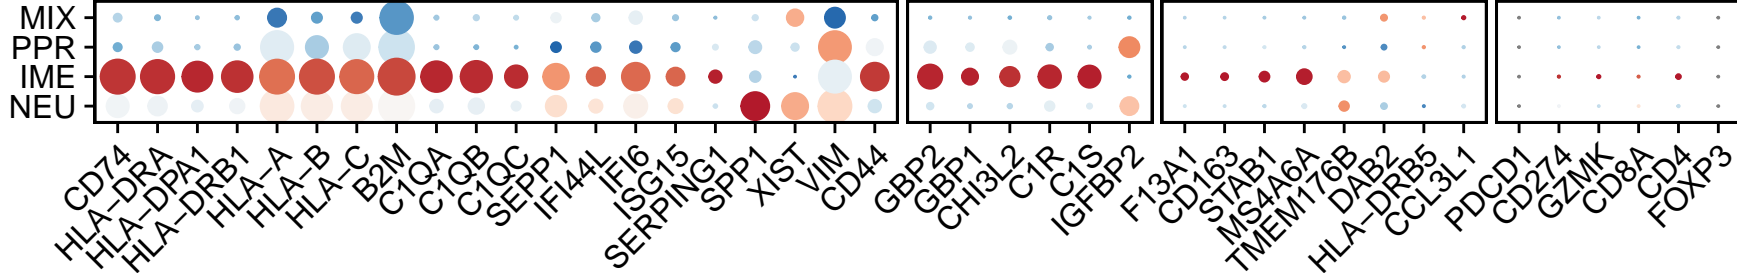 MIX
PPR
IME
NEU
CD74
HLA−DRA
HLA−DPA1
HLA−DRB1
HLA−A
HLA−B
HLA−C
B2M
C1QA
C1QB
C1QC
SEPP1
IFI44L
IFI6
ISG15
SERPING1
SPP1
XIST
VIM
CD44
GBP2
GBP1
CHI3L2
C1R
C1S
IGFBP2
F13A1
CD163
STAB1
MS4A6A
TMEM176B
DAB2
HLA−DRB5
CCL3L1
PDCD1
CD274
GZMK
CD8A
CD4
FOXP3